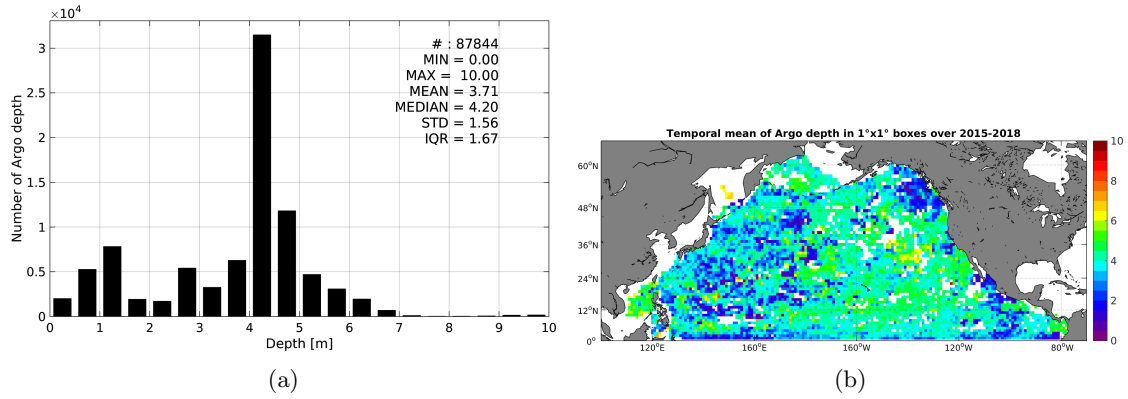 ×10⁴
3
2.5
2
1.5
1
0.5
0
0 1 2 3 4 5 6 7 8 9 10
Number of Argo depth
Depth [m]
# : 87844
MIN = 0.00
MAX = 10.00
MEAN = 3.71
MEDIAN = 4.20
STD = 1.56
IQR = 1.67
(a)
Temporal mean of Argo depth in 1°x1° boxes over 2015-2018
60°N
48°N
36°N
24°N
12°N
0°
120°E 160°E 160°W 120°W 80°W
10
8
6
4
2
0
(b)